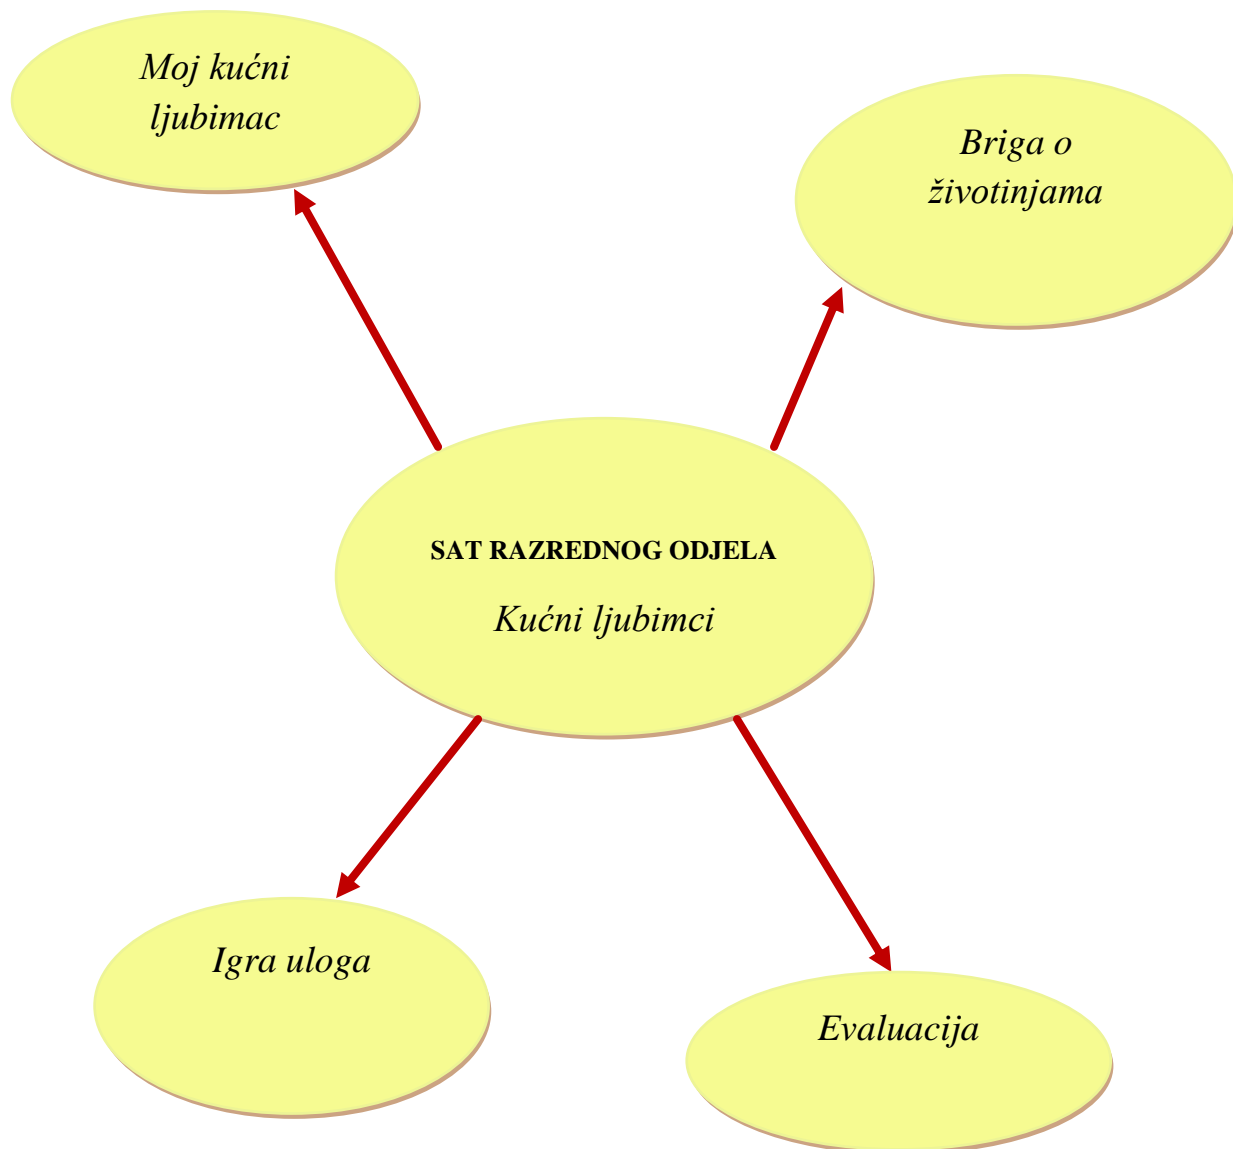 Moj kućni
ljubimac
Briga o
životinjama
SAT RAZREDNOG ODJELA
Kućni ljubimci
Igra uloga
Evaluacija